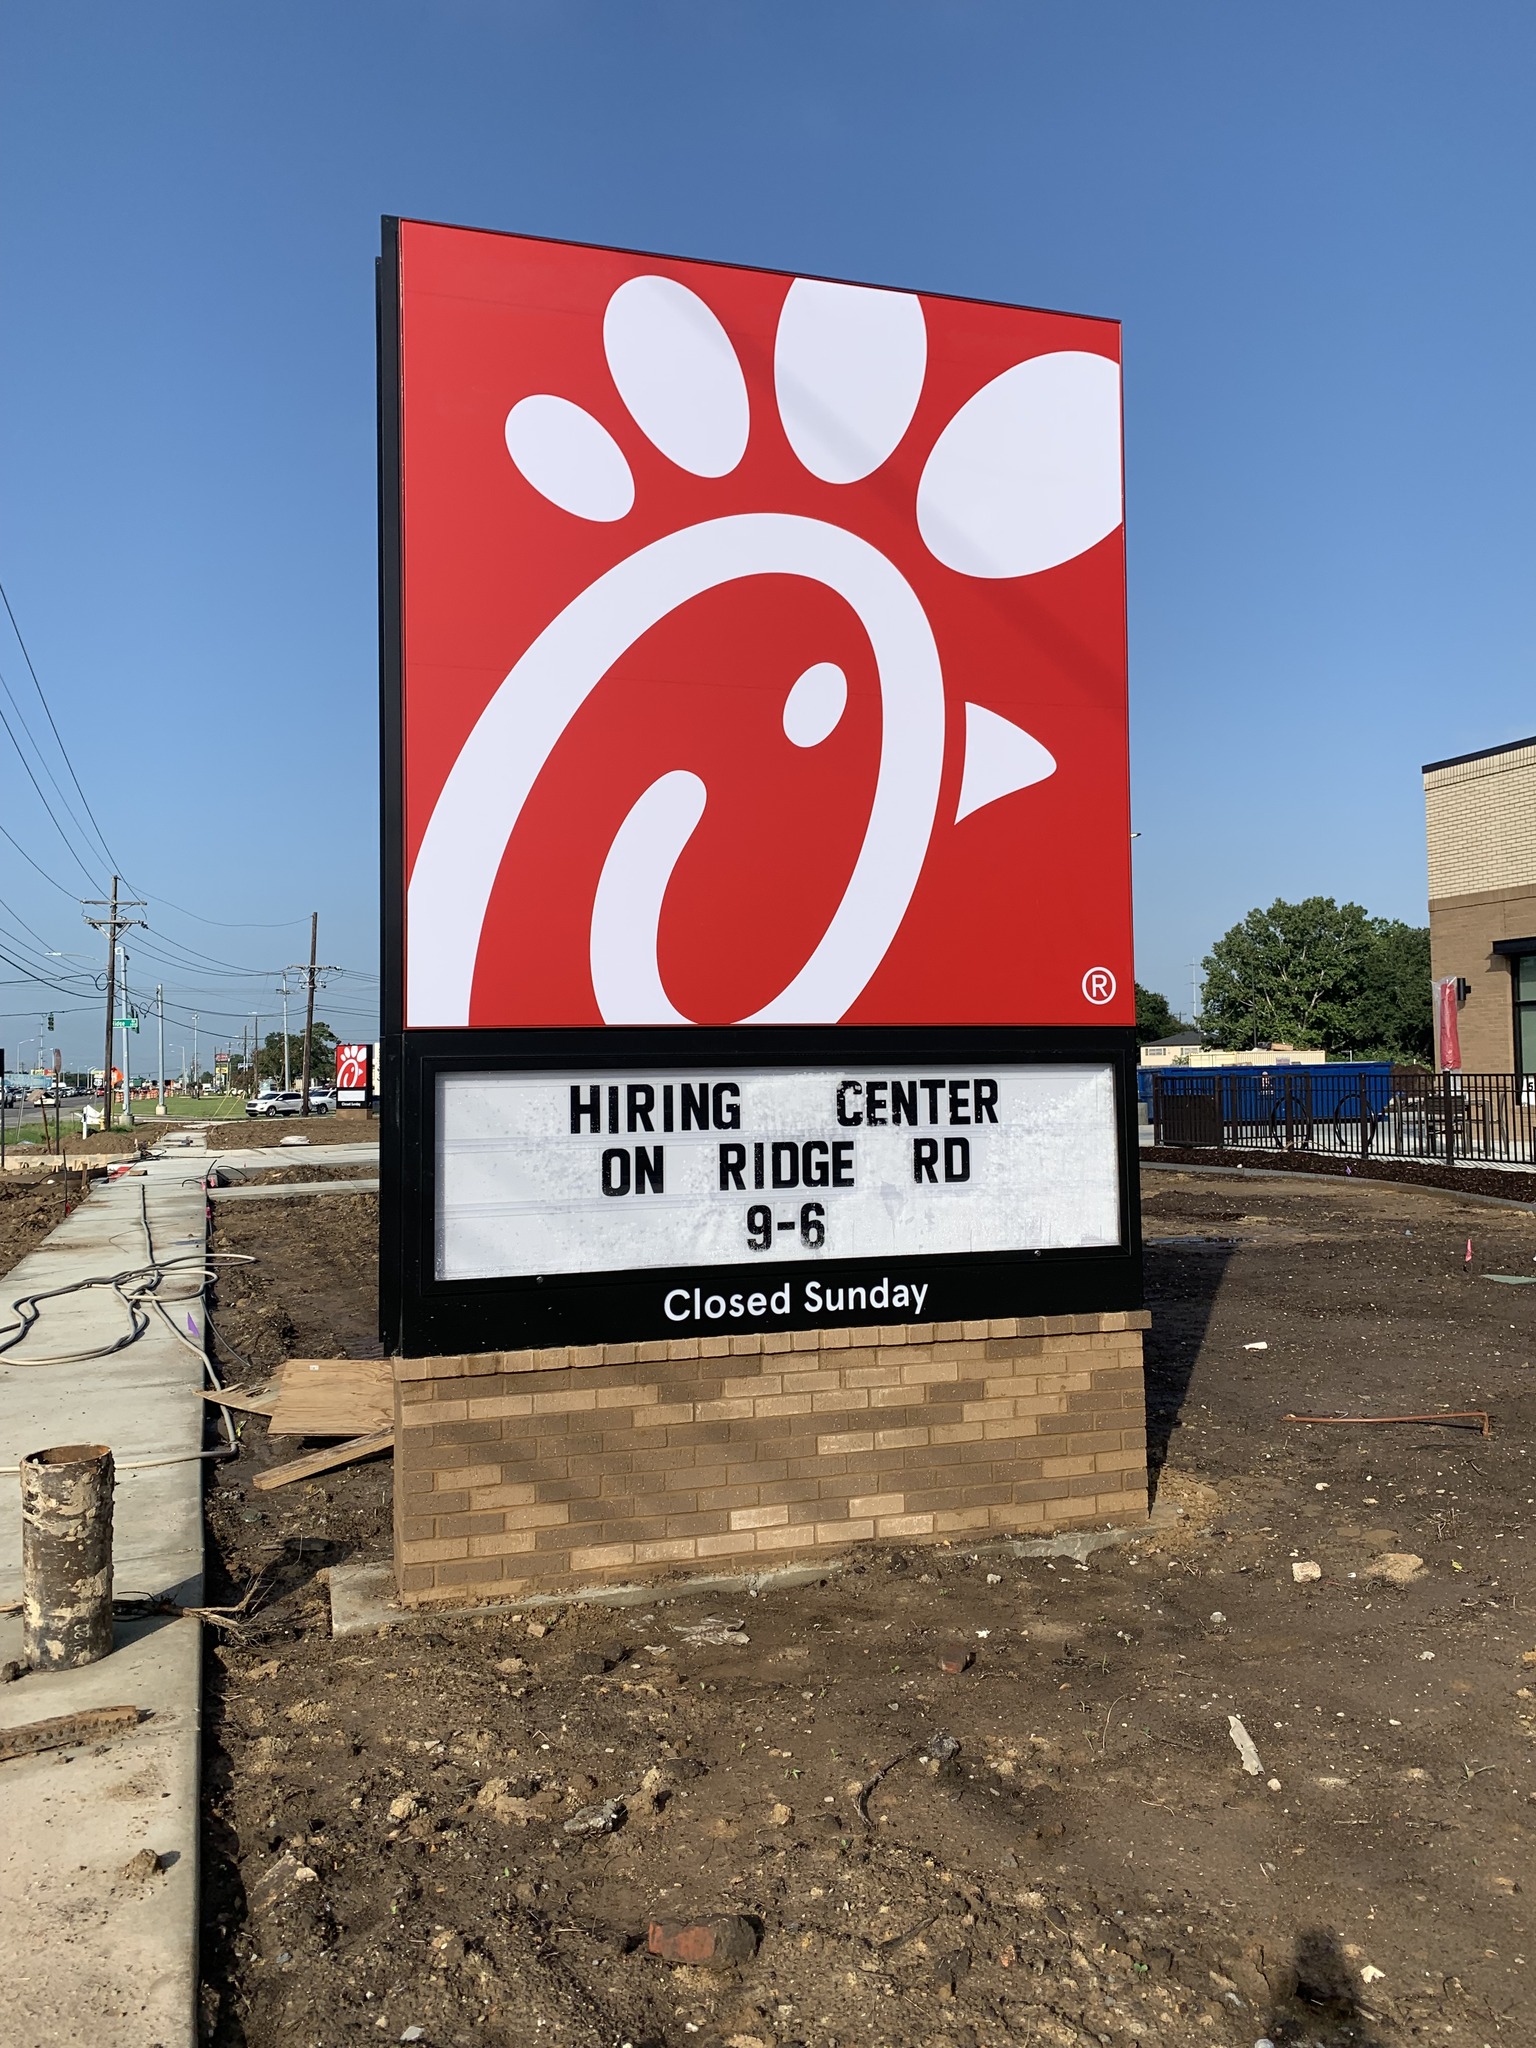 ®
HIRING CENTER
ON RIDGE RD
9-6
Closed Sunday